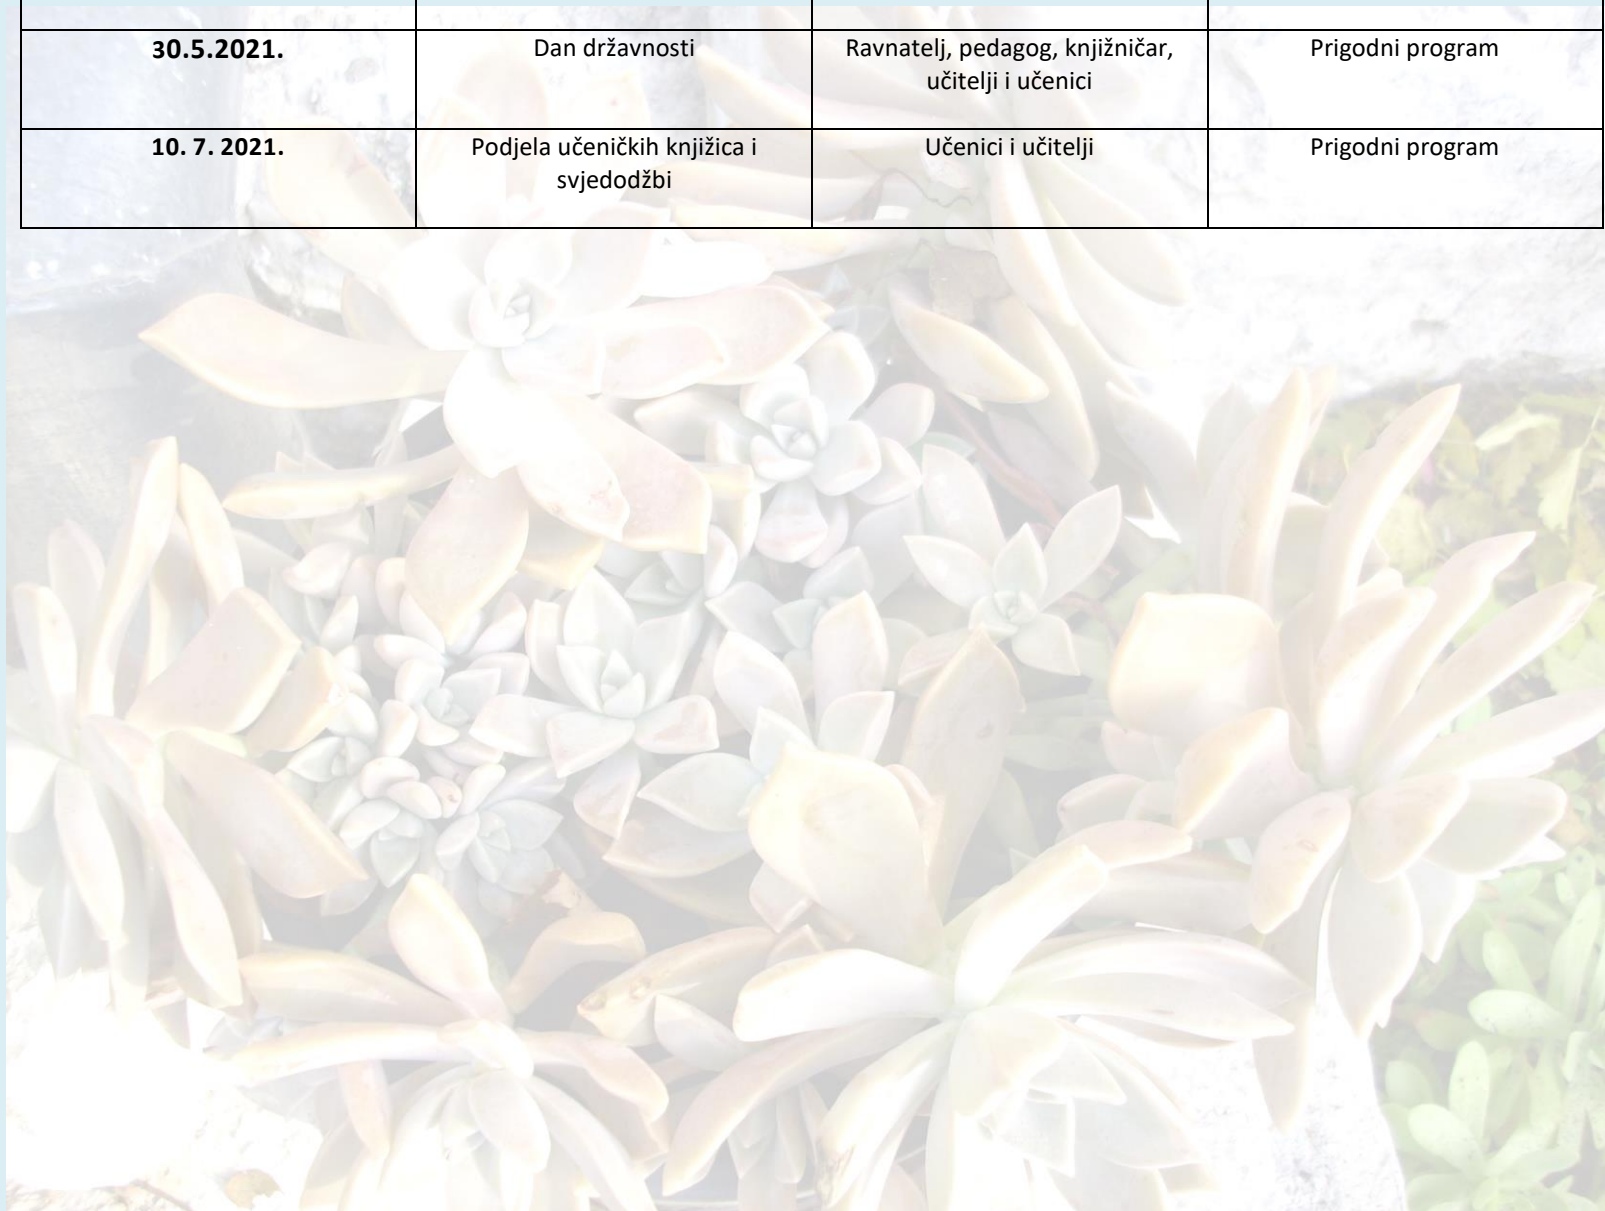 30.5.2021. Dan državnosti Ravnatelj, pedagog, knjižničar, Prigodni program
učitelji i učenici
10. 7. 2021. Podjela učeničkih knjižica i Učenici i učitelji Prigodni program
svjedodžbi